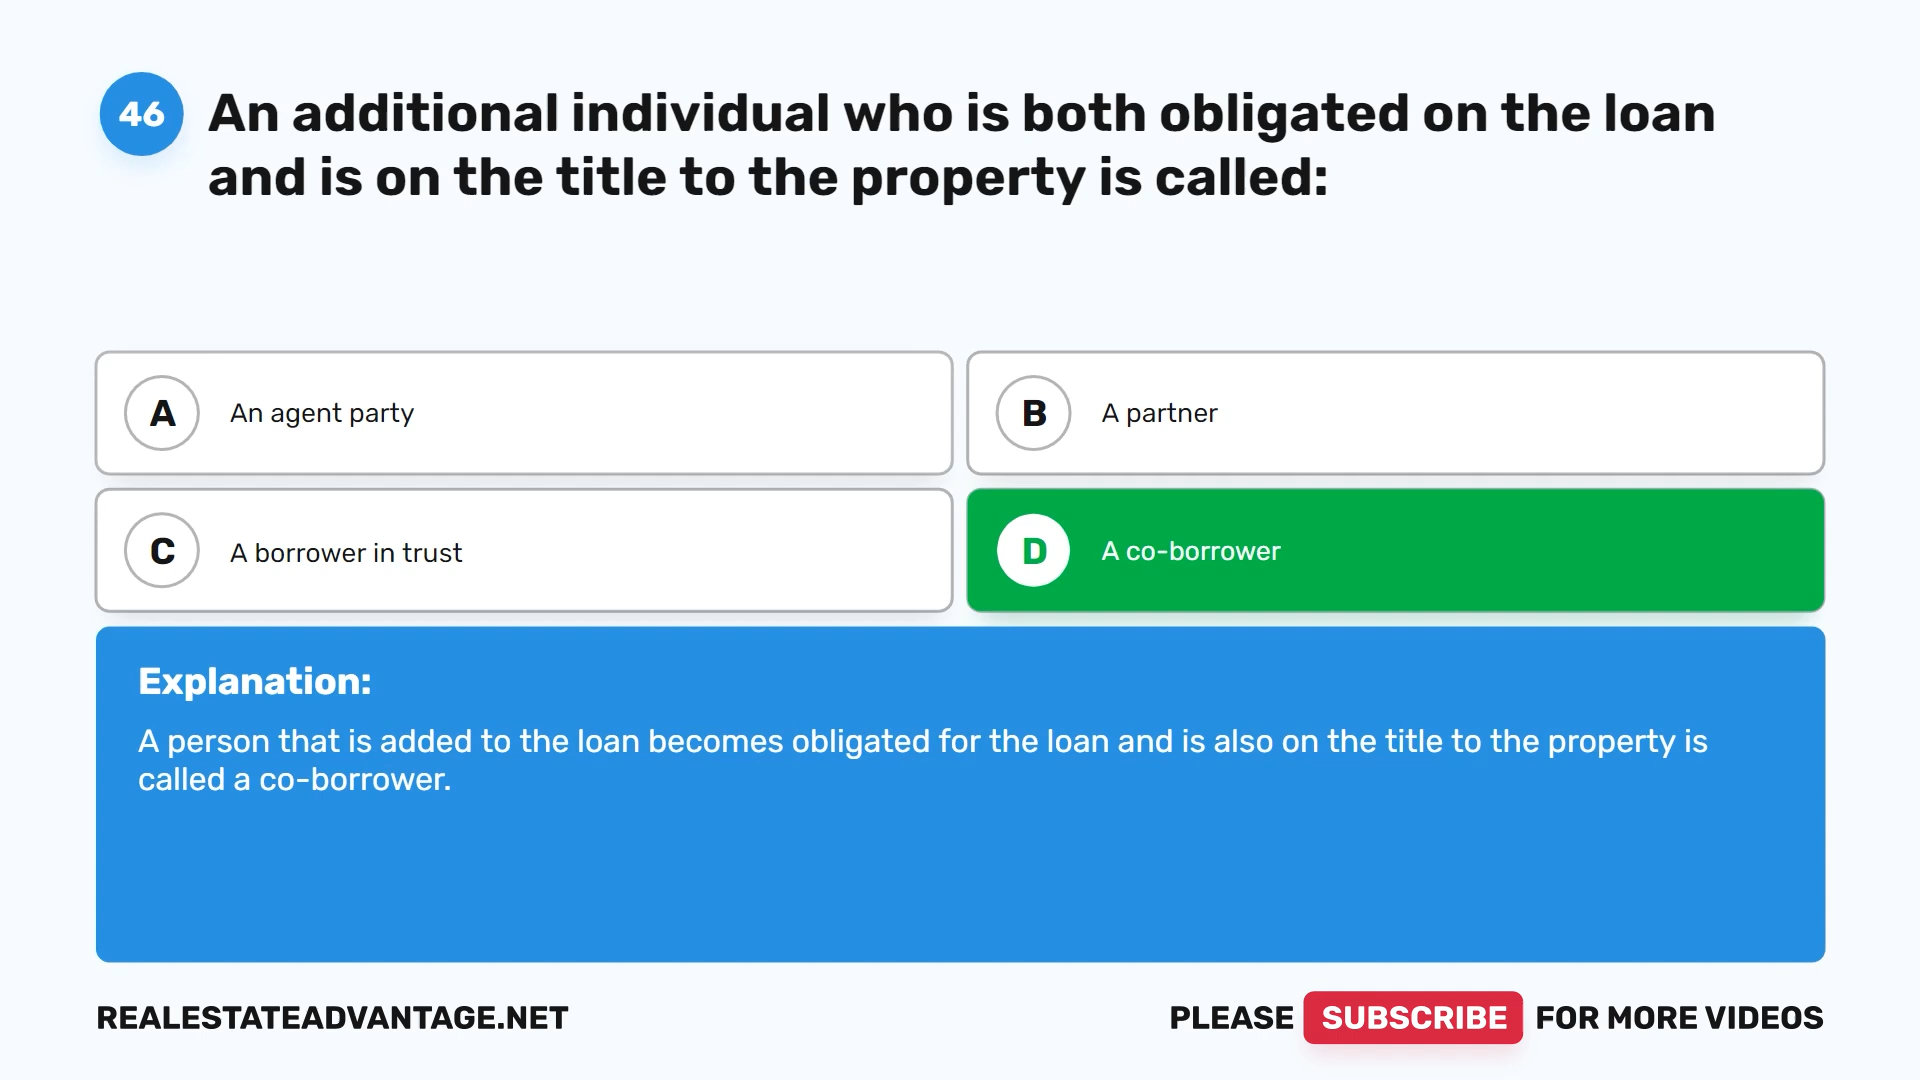 46
An additional individual who is both obligated on the loan
and is on the title to the property is called:
A An agent party
B A partner
C A borrower in trust
D A co-borrower
Explanation:
A person that is added to the loan becomes obligated for the loan and is also on the title to the property is
called a co-borrower.
REALESTATEADVANTAGE.NET
PLEASE SUBSCRIBE FOR MORE VIDEOS